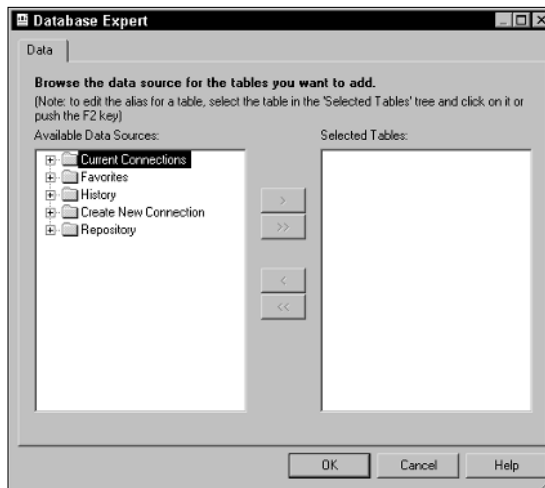 Database Expert
Data
Browse the data source for the tables you want to add.
(Note: to edit the alias for a table, select the table in the 'Selected Tables' tree and click on it or
push the F2 key)
Available Data Sources:
Selected Tables:
Current Connections
Favorites
History
Create New Connection
Repository
>
>>
<
<<
OK
Cancel
Help